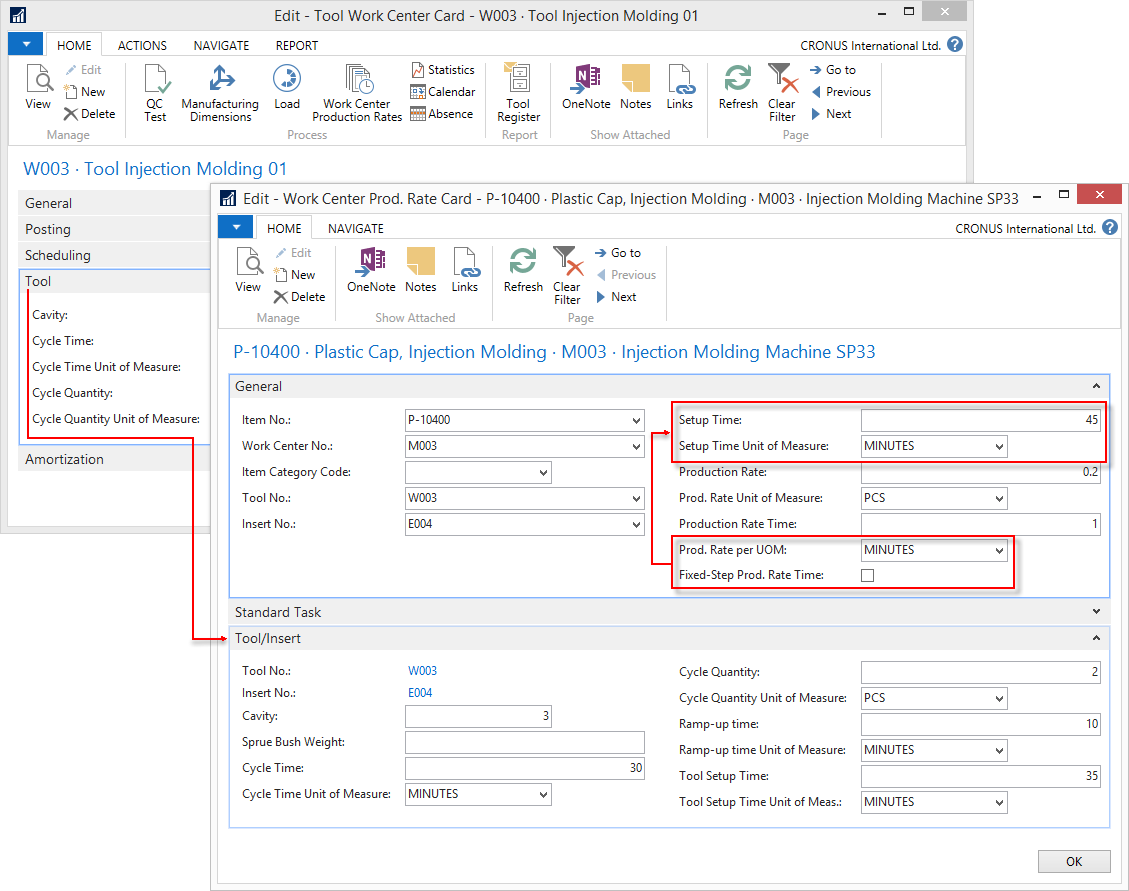 Edit - Tool Work Center Card - W003 · Tool Injection Molding 01
HOME ACTIONS NAVIGATE REPORT CRONUS International Ltd. ?
View
Edit
New
Delete
Manage
QC Test
Manufacturing Dimensions
Load
Work Center Production Rates
Statistics
Calendar
Absence
Process
Tool Register
Report
OneNote
Notes
Links
Show Attached
Refresh
Clear Filter
Go to
Previous
Next
Page
W003 · Tool Injection Molding 01
General
Posting
Scheduling
Tool
Cavity:
Cycle Time:
Cycle Time Unit of Measure:
Cycle Quantity:
Cycle Quantity Unit of Measure:
Amortization
Edit - Work Center Prod. Rate Card - P-10400 · Plastic Cap, Injection Molding · M003 · Injection Molding Machine SP33
HOME NAVIGATE CRONUS International Ltd. ?
View
Edit
New
Delete
Manage
OneNote
Notes
Links
Show Attached
Refresh
Clear Filter
Go to
Previous
Next
Page
P-10400 · Plastic Cap, Injection Molding · M003 · Injection Molding Machine SP33
General
Item No.: P-10400
Work Center No.: M003
Item Category Code:
Tool No.: W003
Insert No.: E004
Setup Time: 45
Setup Time Unit of Measure: MINUTES
Production Rate: 0.2
Prod. Rate Unit of Measure: PCS
Production Rate Time: 1
Prod. Rate per UOM: MINUTES
Fixed-Step Prod. Rate Time:
Standard Task
Tool/Insert
Tool No.: W003
Insert No.: E004
Cavity: 3
Sprue Bush Weight:
Cycle Time: 30
Cycle Time Unit of Measure: MINUTES
Cycle Quantity: 2
Cycle Quantity Unit of Measure: PCS
Ramp-up time: 10
Ramp-up time Unit of Measure: MINUTES
Tool Setup Time: 35
Tool Setup Time Unit of Meas.: MINUTES
OK